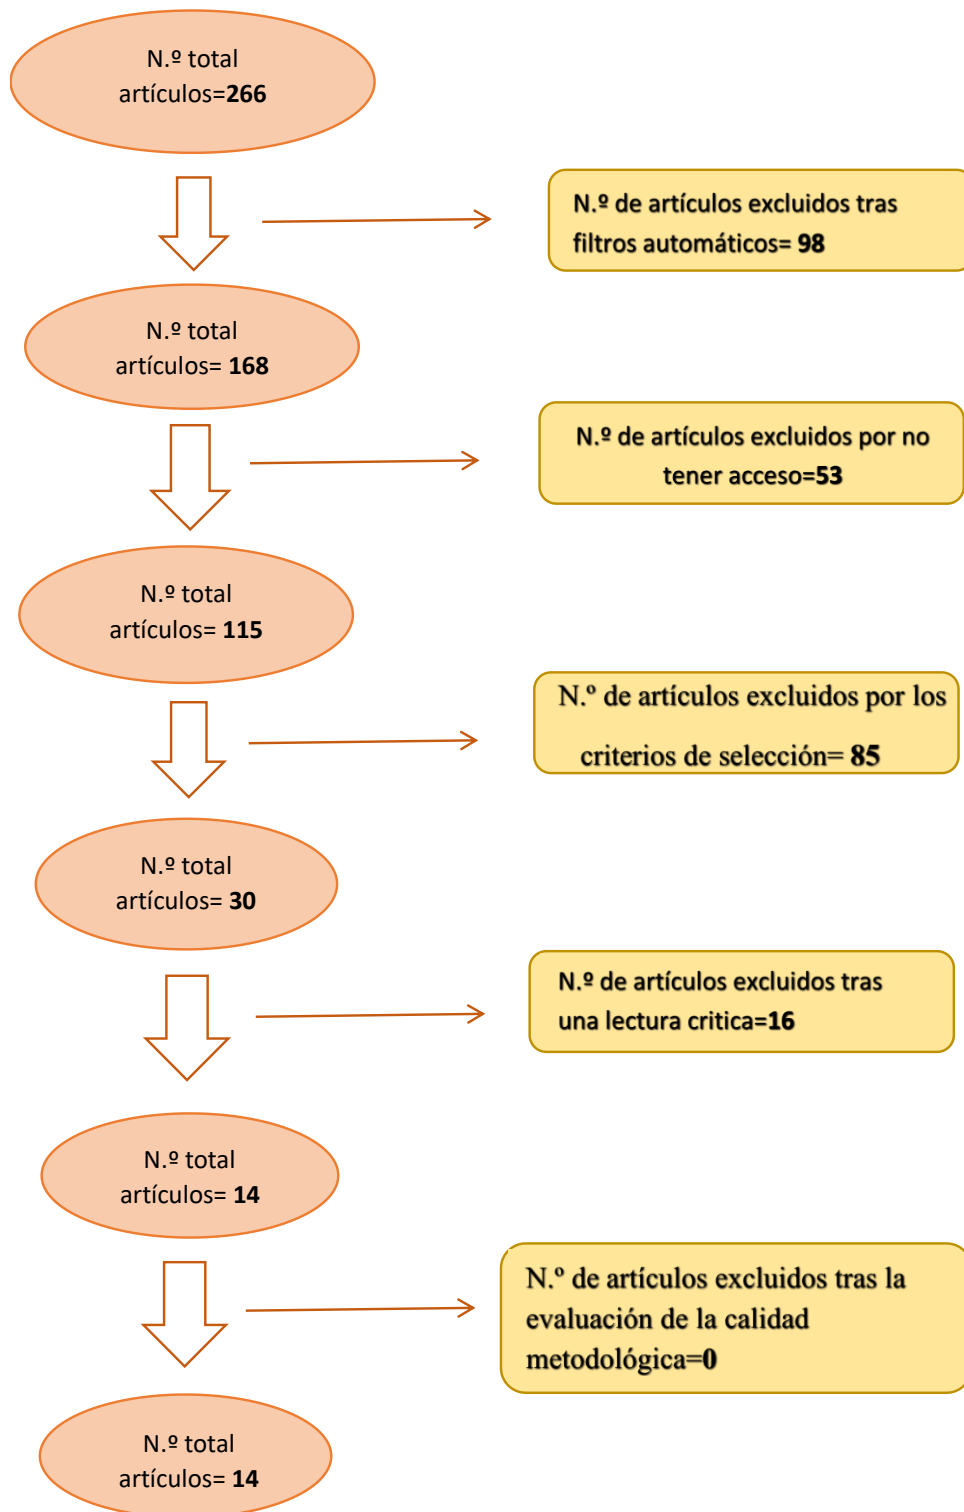 N.º total
artículos=266
N.º de artículos excluidos tras
filtros automáticos= 98
N.º total
artículos= 168
N.º de artículos excluidos por no
tener acceso=53
N.º total
artículos= 115
N.º de artículos excluidos por los
criterios de selección= 85
N.º total
artículos= 30
N.º de artículos excluidos tras
una lectura critica=16
N.º total
artículos= 14
N.º de artículos excluidos tras la
evaluación de la calidad
metodológica=0
N.º total
artículos= 14